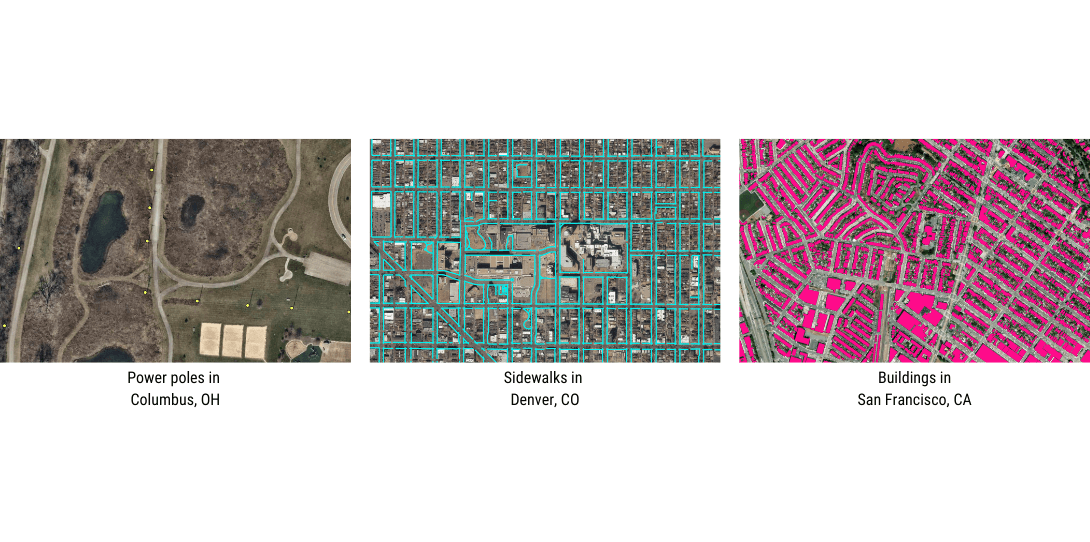 Power poles in
Columbus, OH
Sidewalks in
Denver, CO
Buildings in
San Francisco, CA